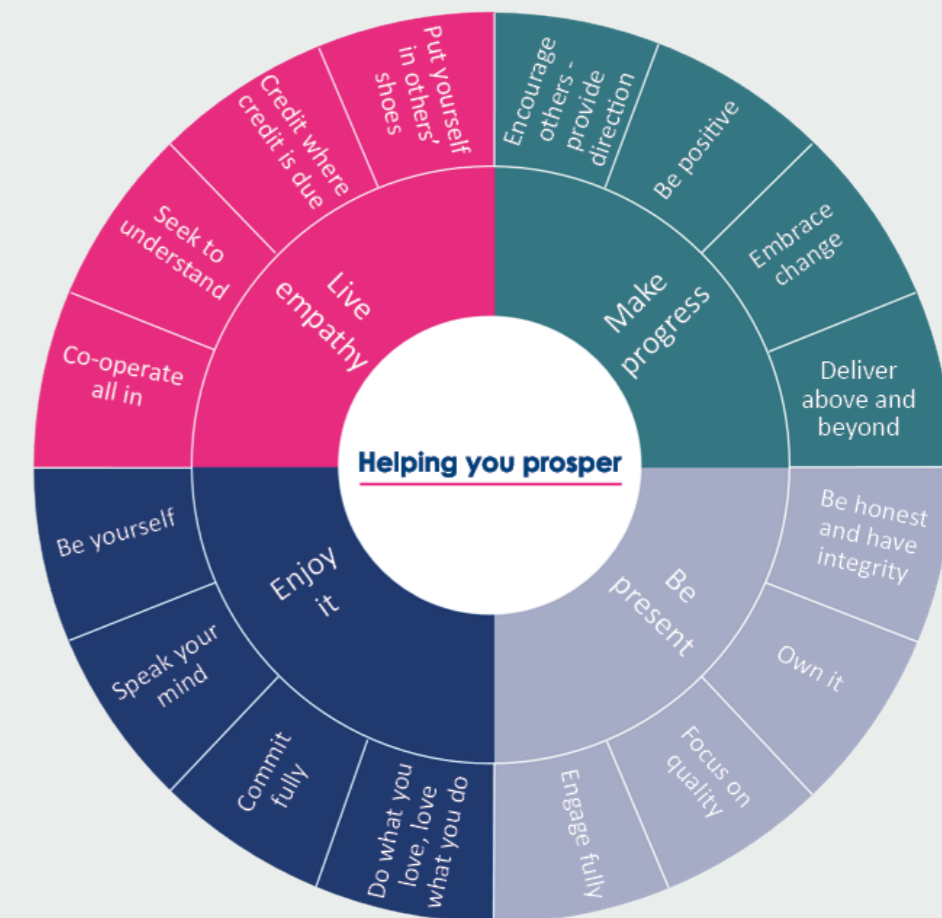 Helping you prosper
Live
empathy
Co-operate
all in
Seek to
understand
Credit where
credit is due
Put yourself
in others’
shoes
Make
progress
Encourage
others -
provide
direction
Be positive
Embrace
change
Deliver
above and
beyond
Be
present
Be honest
and have
integrity
Own it
Focus on
quality
Engage fully
Enjoy
it
Do what you
love, love
what you do
Commit
fully
Speak your
mind
Be yourself